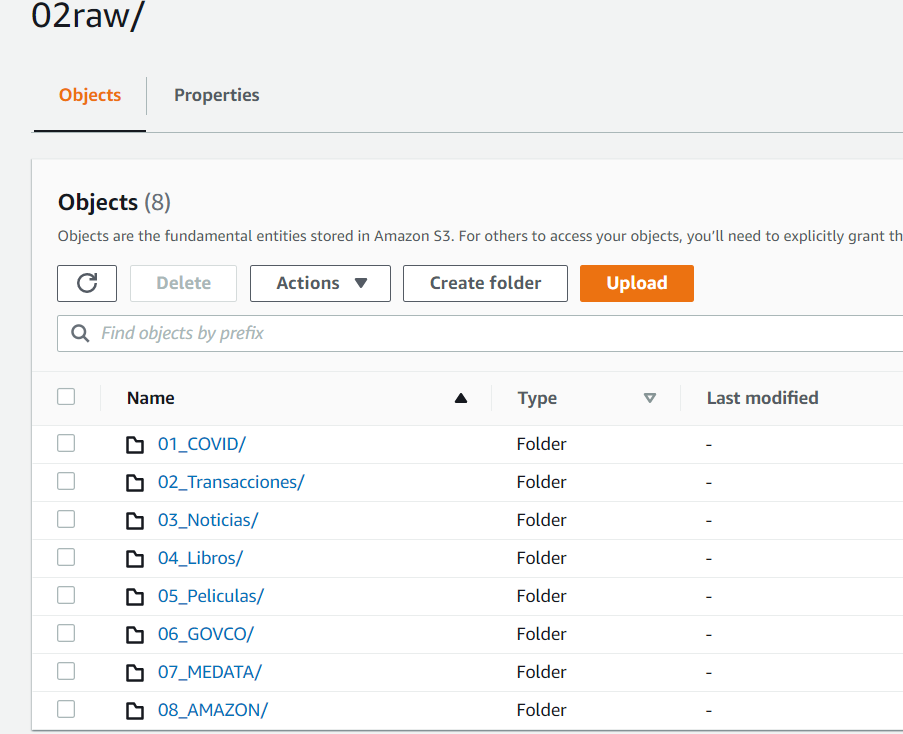 02raw/
Objects Properties
Objects (8)
Objects are the fundamental entities stored in Amazon S3. For others to access your objects, you'll need to explicitly grant th
Delete Actions Create folder Upload
Find objects by prefix
Name Type Last modified
01_COVID/ Folder -
02_Transacciones/ Folder -
03_Noticias/ Folder -
04_Libros/ Folder -
05_Peliculas/ Folder -
06_GOVCO/ Folder -
07_MEDATA/ Folder -
08_AMAZON/ Folder -